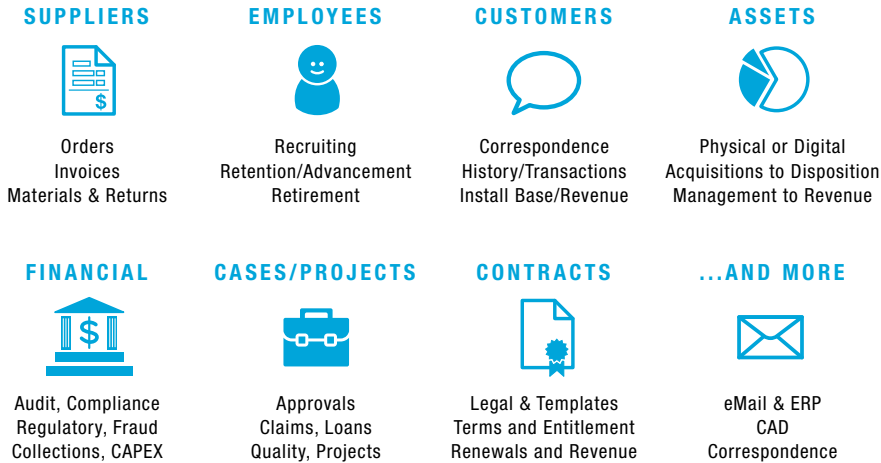 SUPPLIERS
$
Orders
Invoices
Materials & Returns
EMPLOYEES
Recruiting
Retention/Advancement
Retirement
CUSTOMERS
Correspondence
History/Transactions
Install Base/Revenue
ASSETS
Physical or Digital
Acquisitions to Disposition
Management to Revenue
FINANCIAL
$
Audit, Compliance
Regulatory, Fraud
Collections, CAPEX
CASES/PROJECTS
Approvals
Claims, Loans
Quality, Projects
CONTRACTS
Legal & Templates
Terms and Entitlement
Renewals and Revenue
...AND MORE
eMail & ERP
CAD
Correspondence